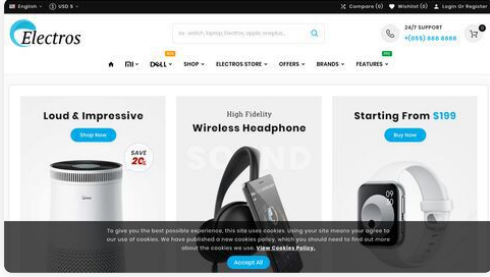 English
USD $
Compare (0)
Wishlist (0)
Login Or Register
Electros
24/7 SUPPORT
0
MI
DELL
SHOP
ELECTROS STORE
OFFERS
BRANDS
FEATURES
Loud & Impressive
Shop Now
SAVE
20%
High Fidelity
Wireless Headphone
SOUND
Starting From $199
Buy Now
To give you the best possible experience, this site uses cookies. Using your site means your agree to
our use of cookies. We have published a new cookies policy, which you should need to find out more
about the cookies we use. View Cookies Policy.
Accept All